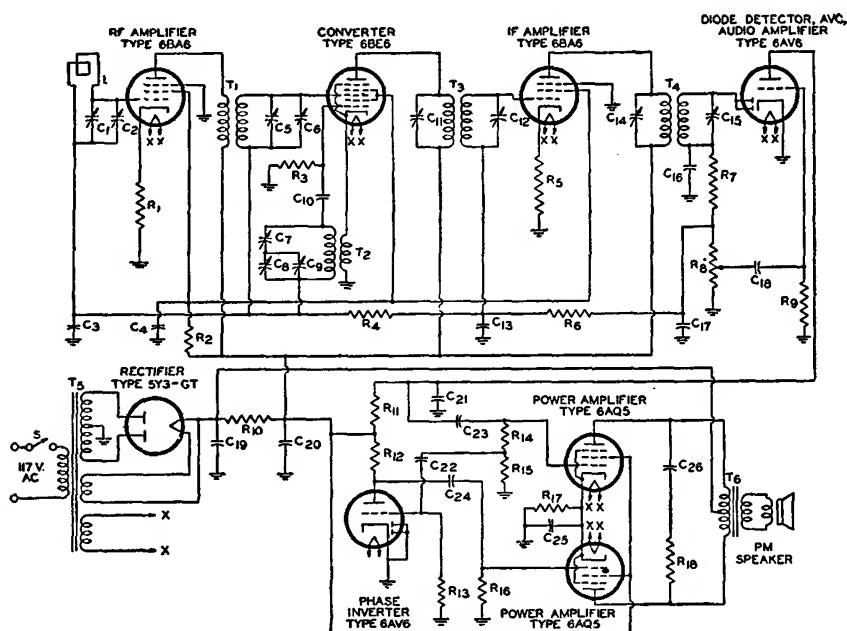 RF AMPLIFIER
TYPE 6BA6
CONVERTER
TYPE 6BE6
IF AMPLIFIER
TYPE 6BA6
DIODE DETECTOR, AVC,
AUDIO AMPLIFIER
TYPE 6AV6
L
C1
C2
X X
T1
C5
C6
X X
T3
C11
C12
X X
C14
T4
C15
R1
R3
C10
R5
C16
R7
C7
C8
C9
T2
R8
C18
R9
C3
C4
R2
R4
C13
R6
C17
RECTIFIER
TYPE 5Y3-GT
T5
S
117 V.
AC
R10
C19
C20
X
X
R11
C21
C23
R14
R12
C22
R15
C24
POWER AMPLIFIER
TYPE 6AQ5
X X
X X
R17
C25
C26
T6
R18
PM
SPEAKER
R13
R16
PHASE
INVERTER
TYPE 6AV6
POWER AMPLIFIER
TYPE 6AQ5